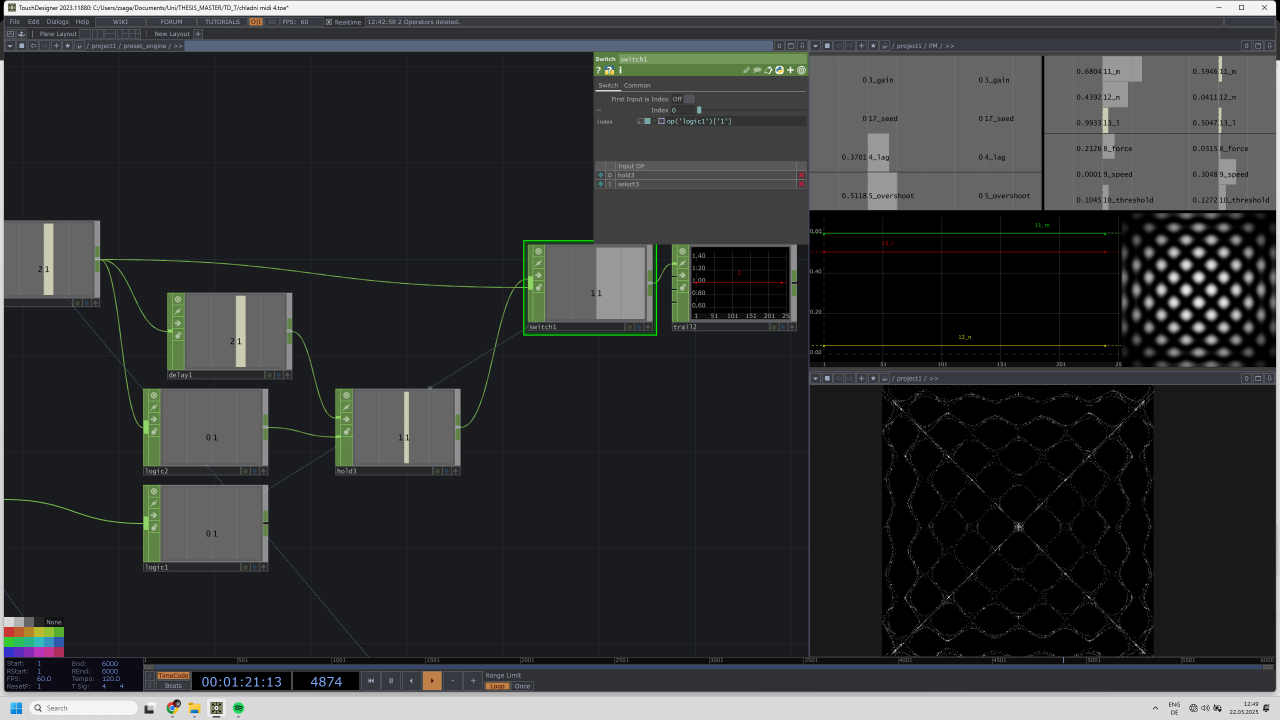 TouchDesigner 2023.11880: C:/Users/zsaga/Documents/Uni/THESIS_MASTER/TD_T/chladni midi 4.toe*
File Edit Dialogs Help WIKI FORUM TUTORIALS OII FPS: 60 Realtime 12:42:58 2 Operators deleted.
Pane Layout New Layout +
/ project1 / preset_engine / >> 0
/ project1 / PM / >> 0
Switch switch1
? i
Switch Common
First Input is Index Off
Index 0
index op('logic1')['1']
Input OP
0 hold3
1 select3
0 3_gain
0 3_gain
0 17_seed
0 17_seed
0.3701 4_lag
0 4_lag
0.5118 5_overshoot
0 5_overshoot
0.6804 11_m
0.5946 11_m
0.4392 12_n
0.0411 12_n
0.9933 13_l
0.5047 13_l
0.2126 8_force
0.0315 8_force
0.0001 9_speed
0.3048 9_speed
0.1045 10_threshold
0.1272 10_threshold
11_m
0.60
13_l
0.40
0.20
12_n
0.00
1 51 101 151 201 25
/ project1 / >> 0
2 1
2 1
delay1
0 1
logic2
0 1
logic1
1 1
hold3
1 1
switch1
1.40
1.20
1
1.00
0.80
0.60
1 51 101 151 201 25
trail2
None
Start: 1 End: 6000
RStart: 1 REnd: 6000
FPS: 60.0 Tempo: 120.0
ResetF: 1 T Sig: 4 4
1 501 1001 1501 2001 2501 3001 3501 4001 4501 5001 5501 6000
TimeCode
Beats
00:01:21:13
4874
- +
Range Limit
Loop Once
Search
ENG
DE
12:49
22.03.2025